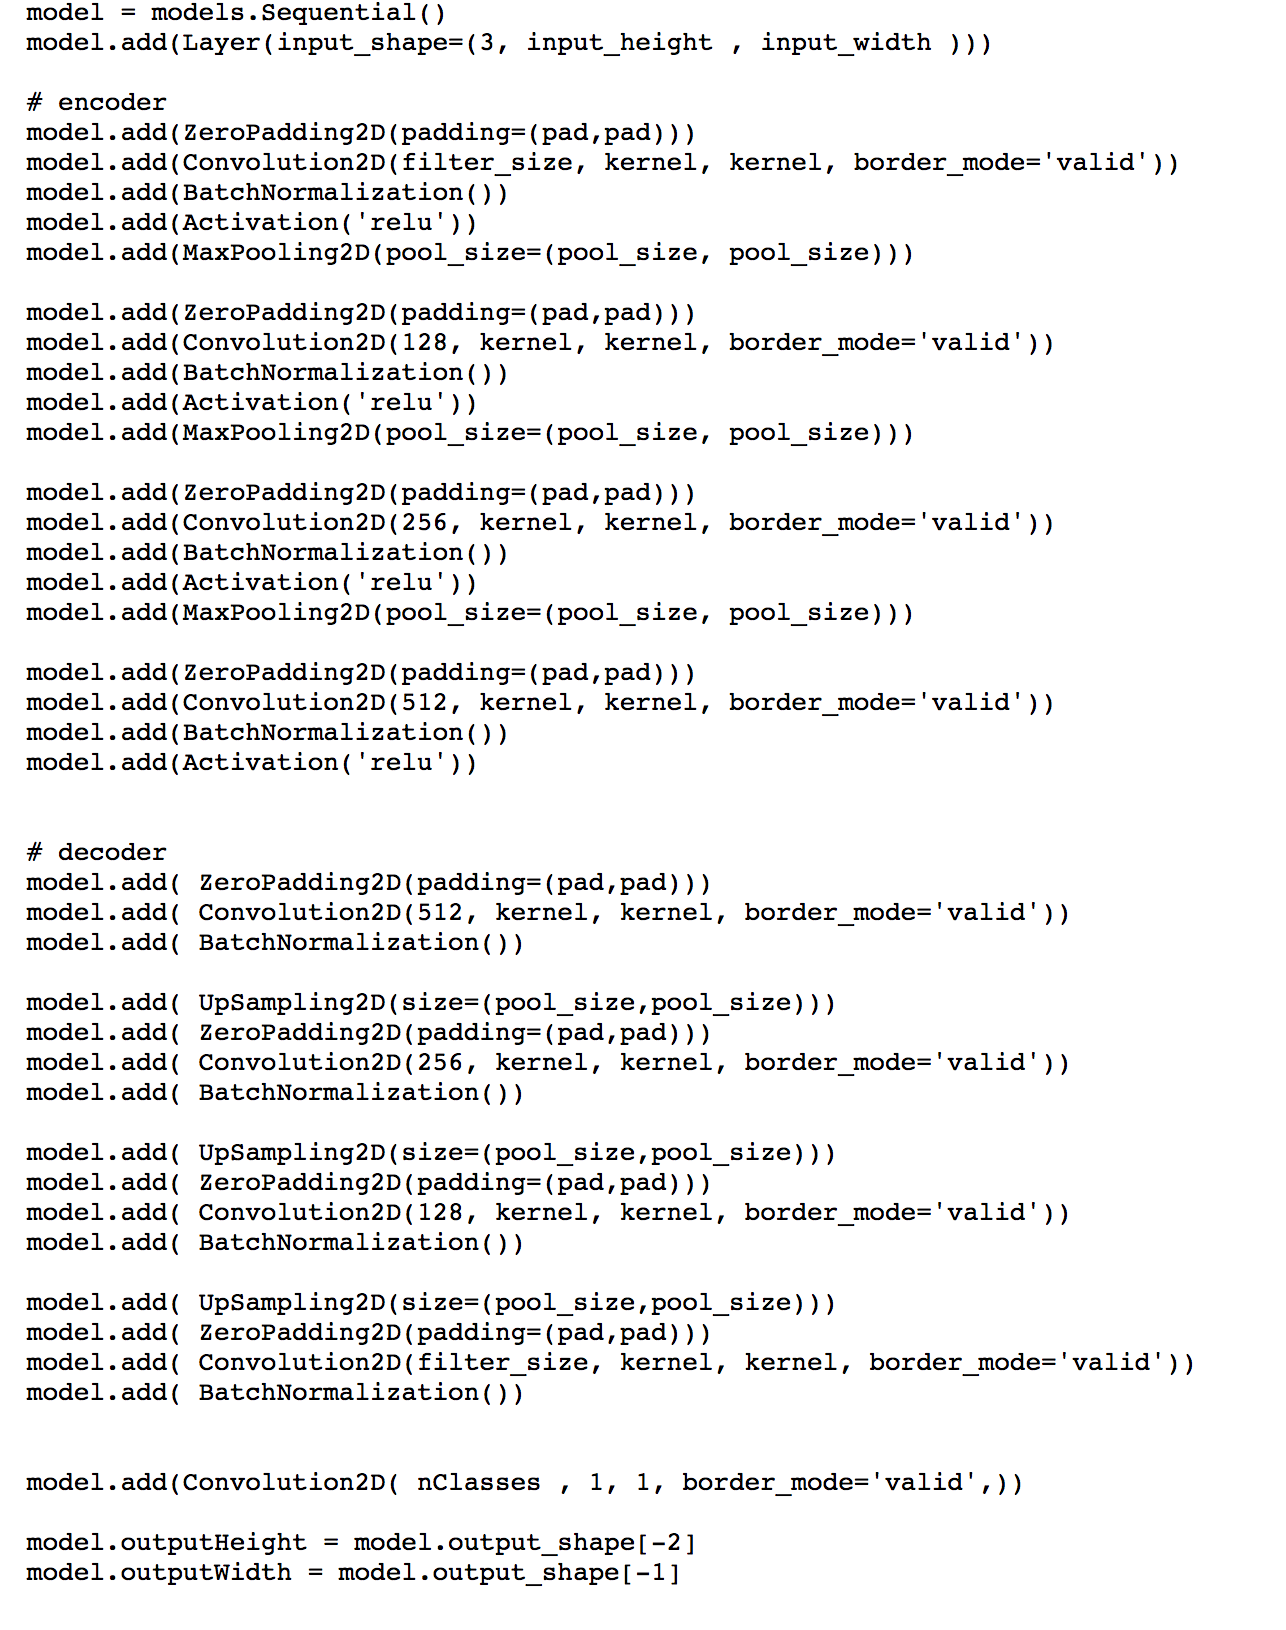 model = models.Sequential()
model.add(Layer(input_shape=(3, input_height , input_width )))
# encoder
model.add(ZeroPadding2D(padding=(pad,pad)))
model.add(Convolution2D(filter_size, kernel, kernel, border_mode='valid'))
model.add(BatchNormalization())
model.add(Activation('relu'))
model.add(MaxPooling2D(pool_size=(pool_size, pool_size)))
model.add(ZeroPadding2D(padding=(pad,pad)))
model.add(Convolution2D(128, kernel, kernel, border_mode='valid'))
model.add(BatchNormalization())
model.add(Activation('relu'))
model.add(MaxPooling2D(pool_size=(pool_size, pool_size)))
model.add(ZeroPadding2D(padding=(pad,pad)))
model.add(Convolution2D(256, kernel, kernel, border_mode='valid'))
model.add(BatchNormalization())
model.add(Activation('relu'))
model.add(MaxPooling2D(pool_size=(pool_size, pool_size)))
model.add(ZeroPadding2D(padding=(pad,pad)))
model.add(Convolution2D(512, kernel, kernel, border_mode='valid'))
model.add(BatchNormalization())
model.add(Activation('relu'))
# decoder
model.add( ZeroPadding2D(padding=(pad,pad)))
model.add( Convolution2D(512, kernel, kernel, border_mode='valid'))
model.add( BatchNormalization())
model.add( UpSampling2D(size=(pool_size,pool_size)))
model.add( ZeroPadding2D(padding=(pad,pad)))
model.add( Convolution2D(256, kernel, kernel, border_mode='valid'))
model.add( BatchNormalization())
model.add( UpSampling2D(size=(pool_size,pool_size)))
model.add( ZeroPadding2D(padding=(pad,pad)))
model.add( Convolution2D(128, kernel, kernel, border_mode='valid'))
model.add( BatchNormalization())
model.add( UpSampling2D(size=(pool_size,pool_size)))
model.add( ZeroPadding2D(padding=(pad,pad)))
model.add( Convolution2D(filter_size, kernel, kernel, border_mode='valid'))
model.add( BatchNormalization())
model.add(Convolution2D( nClasses , 1, 1, border_mode='valid',))
model.outputHeight = model.output_shape[-2]
model.outputWidth = model.output_shape[-1]